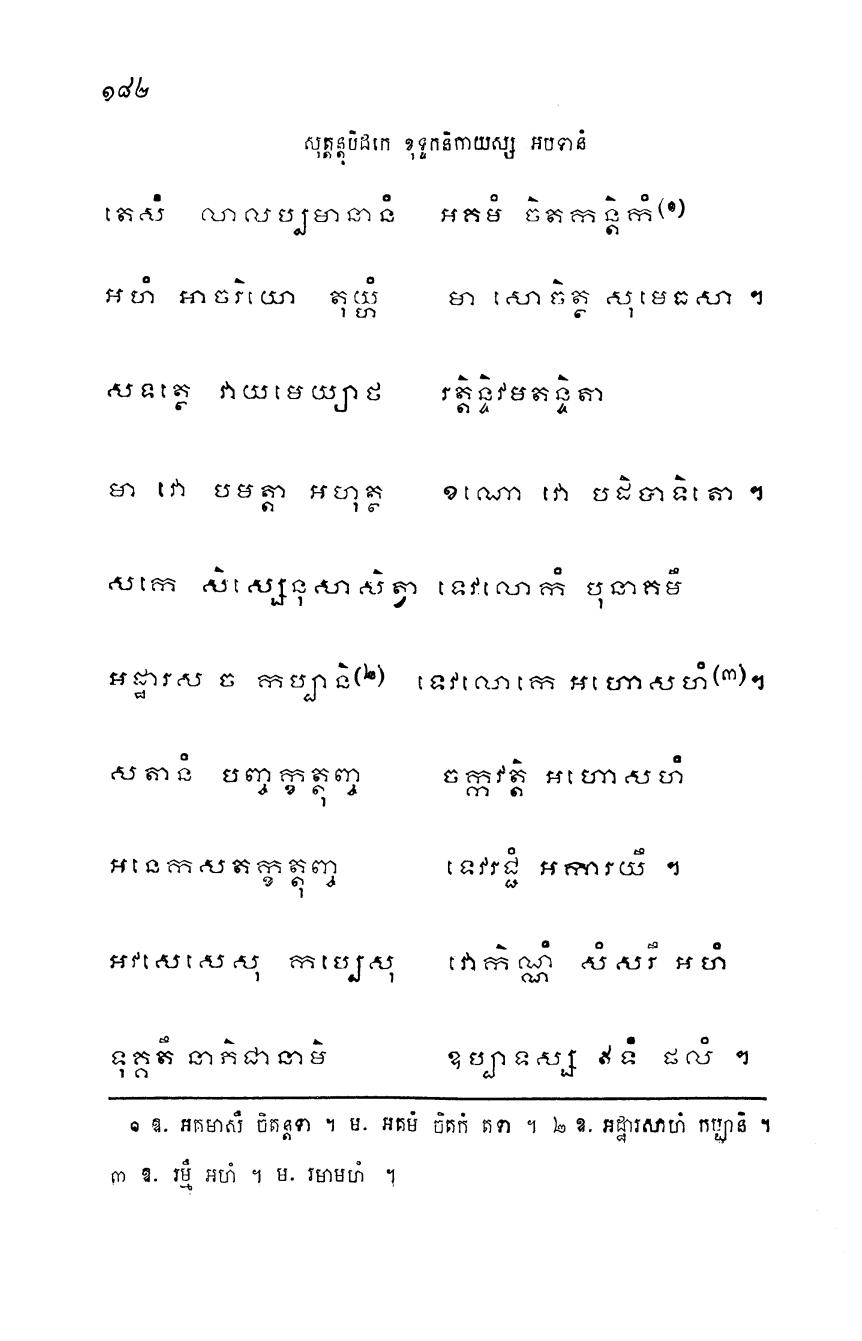 ១៨២
សុត្តន្តបិដកេ ខុទ្ទកនិកាយស្ស អបទានំ
តេសំ លាលប្បមានានំ អគមំ ចិតកន្តិកំ(១)
អហំ អាចរិយោ តុយ្ហំ មា សោចិត្ថ សុមេធសា ។
សទត្ថេ វាយមេយ្យាថ រត្តិន្ទិវមតន្ទិតា
មា វោ បមត្តា អហុត្ថ ខណោ វោ បដិបាទិតោ ។
សកេ សិស្សេនុសាសិត្វា ទេវលោកំ បុនាគមឹ
អដ្ឋារស ច កប្បានិ(២) ទេវលោកេ អហោសហំ(៣) ។
សតានំ បញ្ចក្ខត្តុញ្ច ចក្កវត្តិ អហោសហំ
អនេកសតក្ខត្តុញ្ច ទេវរជ្ជំ អការយឹ ។
អវសេសេសុ កប្បេសុ វោកិណ្ណំ សំសរឹ អហំ
ទុគ្គតឹ នាភិជានាមិ ឧប្បាទស្ស ឥទំ ផលំ ។
១ ឱ. អគមាសឹ ចិតន្តទា ។ ម. អគមំ ចិតកំ តទា ។ ២ ឱ. អដ្ឋារសាហំ កប្បានិ ។
៣ ឱ. រម្មឹ អហំ ។ ម. រមាមហំ ។